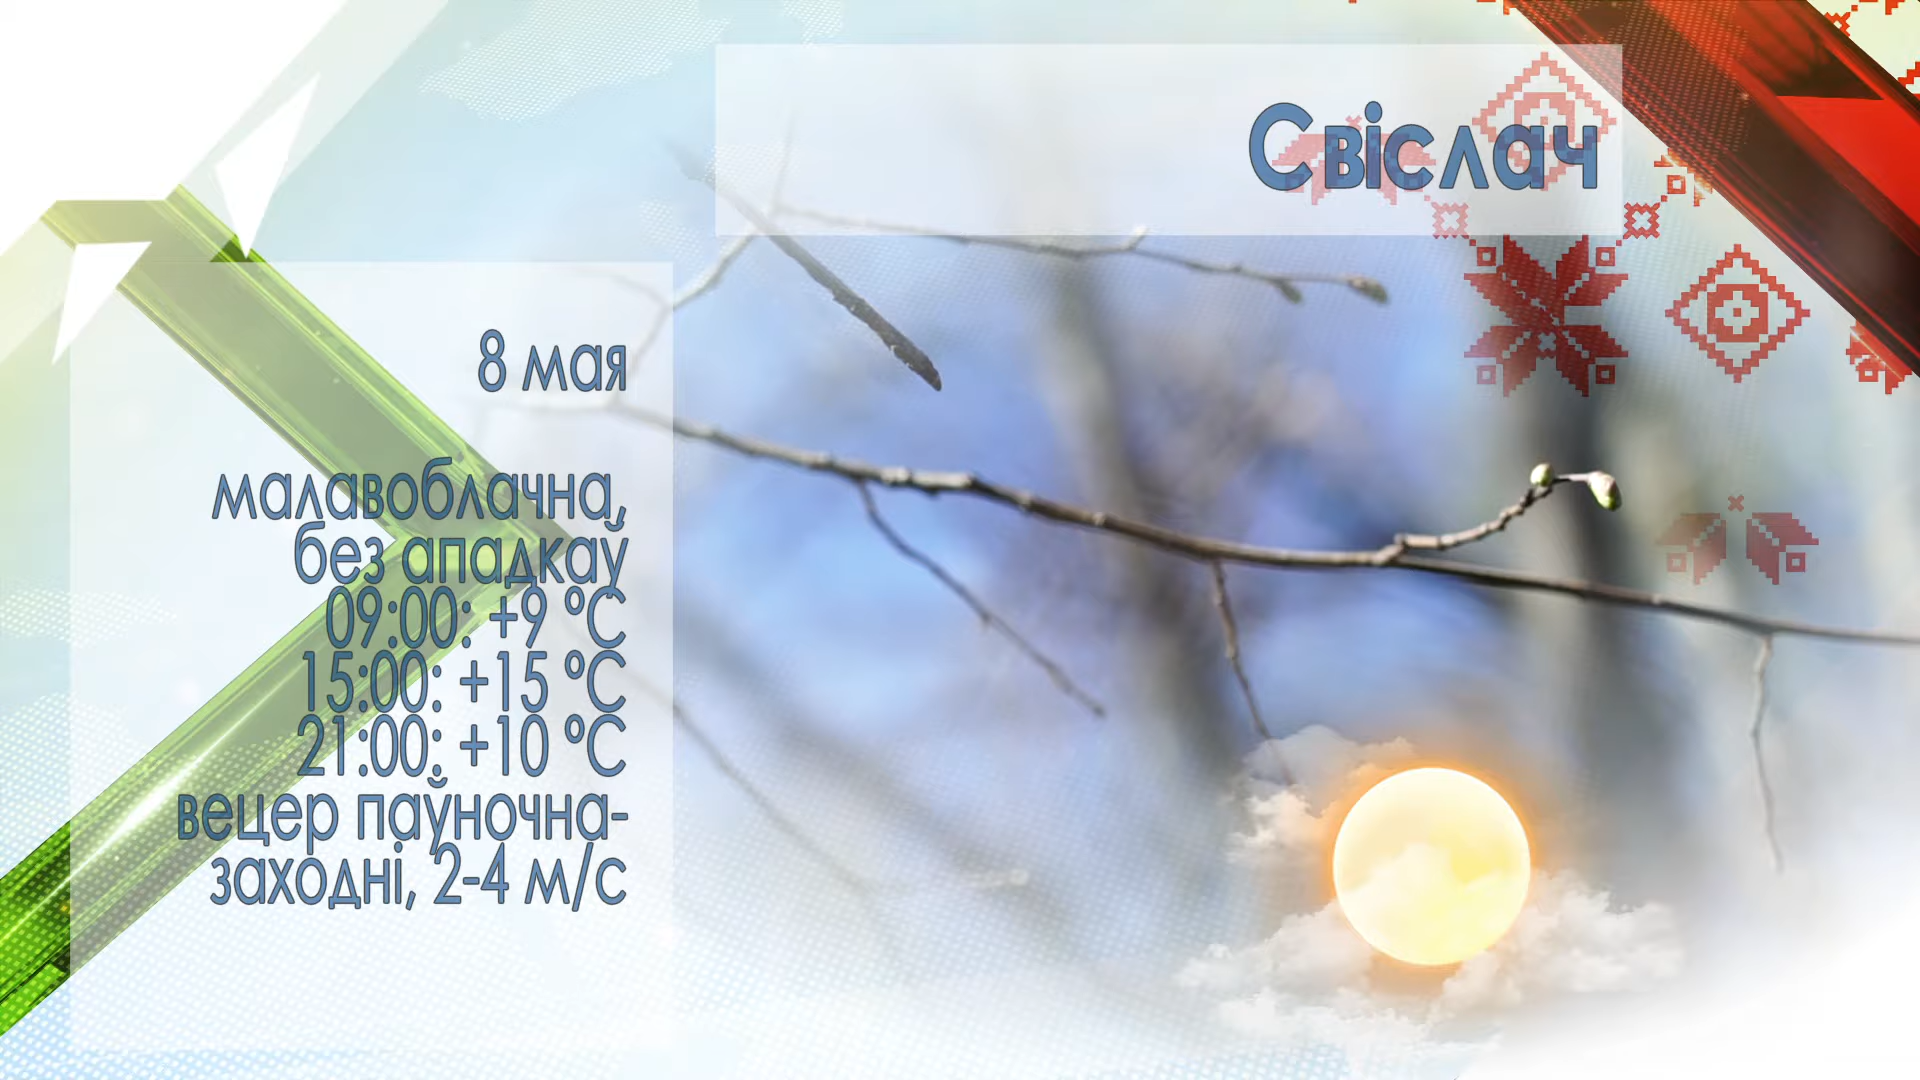 Свіслач
8 мая
малавоблачна,
без ападкаў
09:00: +9 °C
15:00: +15 °C
21:00: +10 °C
вецер паўночна-
заходні, 2-4 м/с